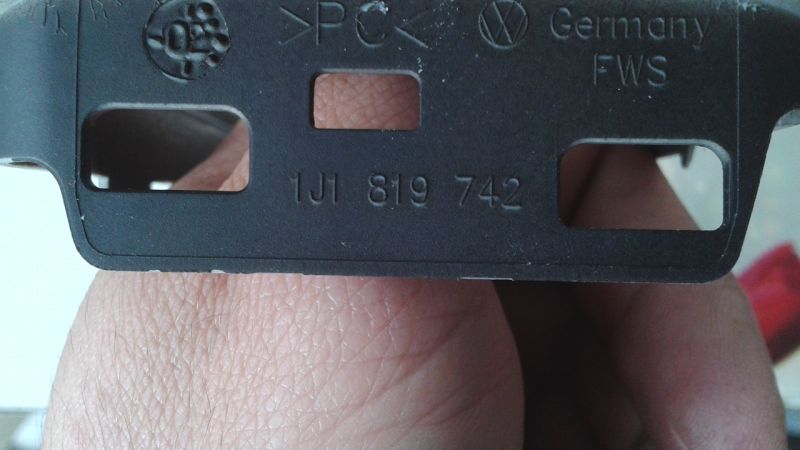 >PC< Germany
FWS
1J1 819 742